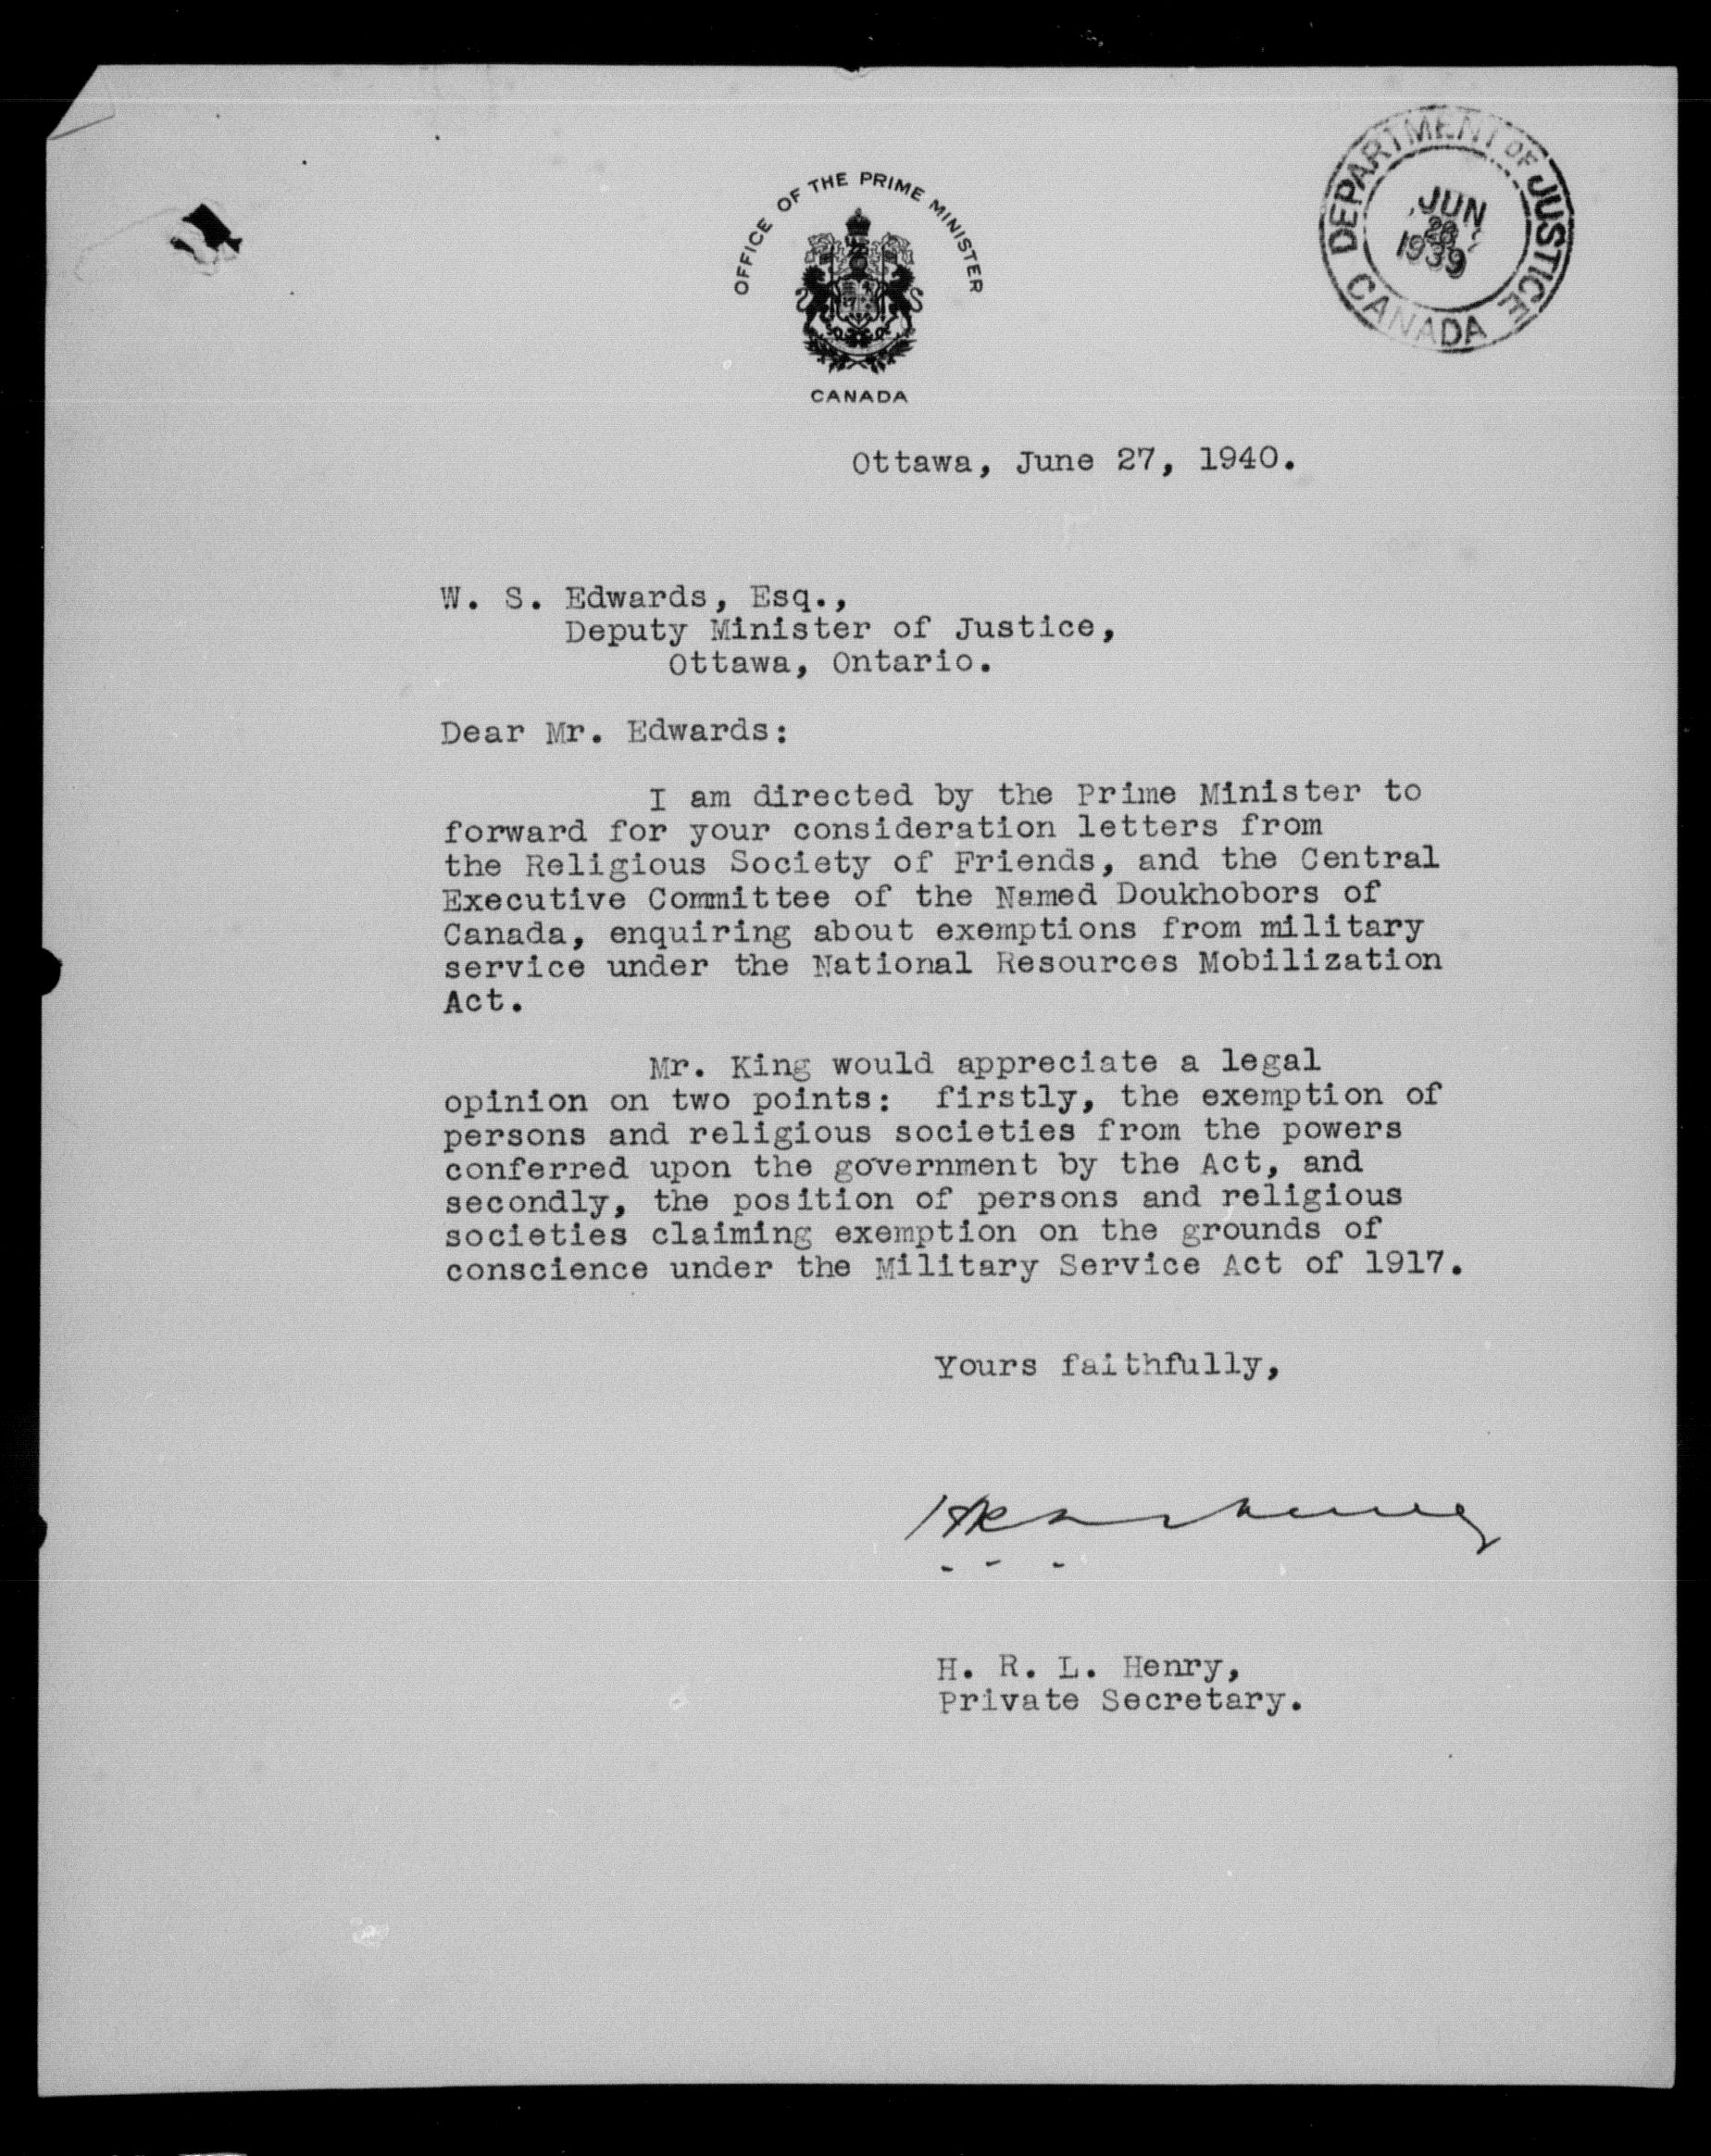 OFFICE OF THE PRIME MINISTER
CANADA
DEPARTMENT OF JUSTICE
JUN
28
1939
CANADA
Ottawa, June 27, 1940.
W. S. Edwards, Esq.,
Deputy Minister of Justice,
Ottawa, Ontario.
Dear Mr. Edwards:
I am directed by the Prime Minister to
forward for your consideration letters from
the Religious Society of Friends, and the Central
Executive Committee of the Named Doukhobors of
Canada, enquiring about exemptions from military
service under the National Resources Mobilization
Act.
Mr. King would appreciate a legal
opinion on two points: firstly, the exemption of
persons and religious societies from the powers
conferred upon the government by the Act, and
secondly, the position of persons and religious
societies claiming exemption on the grounds of
conscience under the Military Service Act of 1917.
Yours faithfully,
H. R. L. Henry,
Private Secretary.